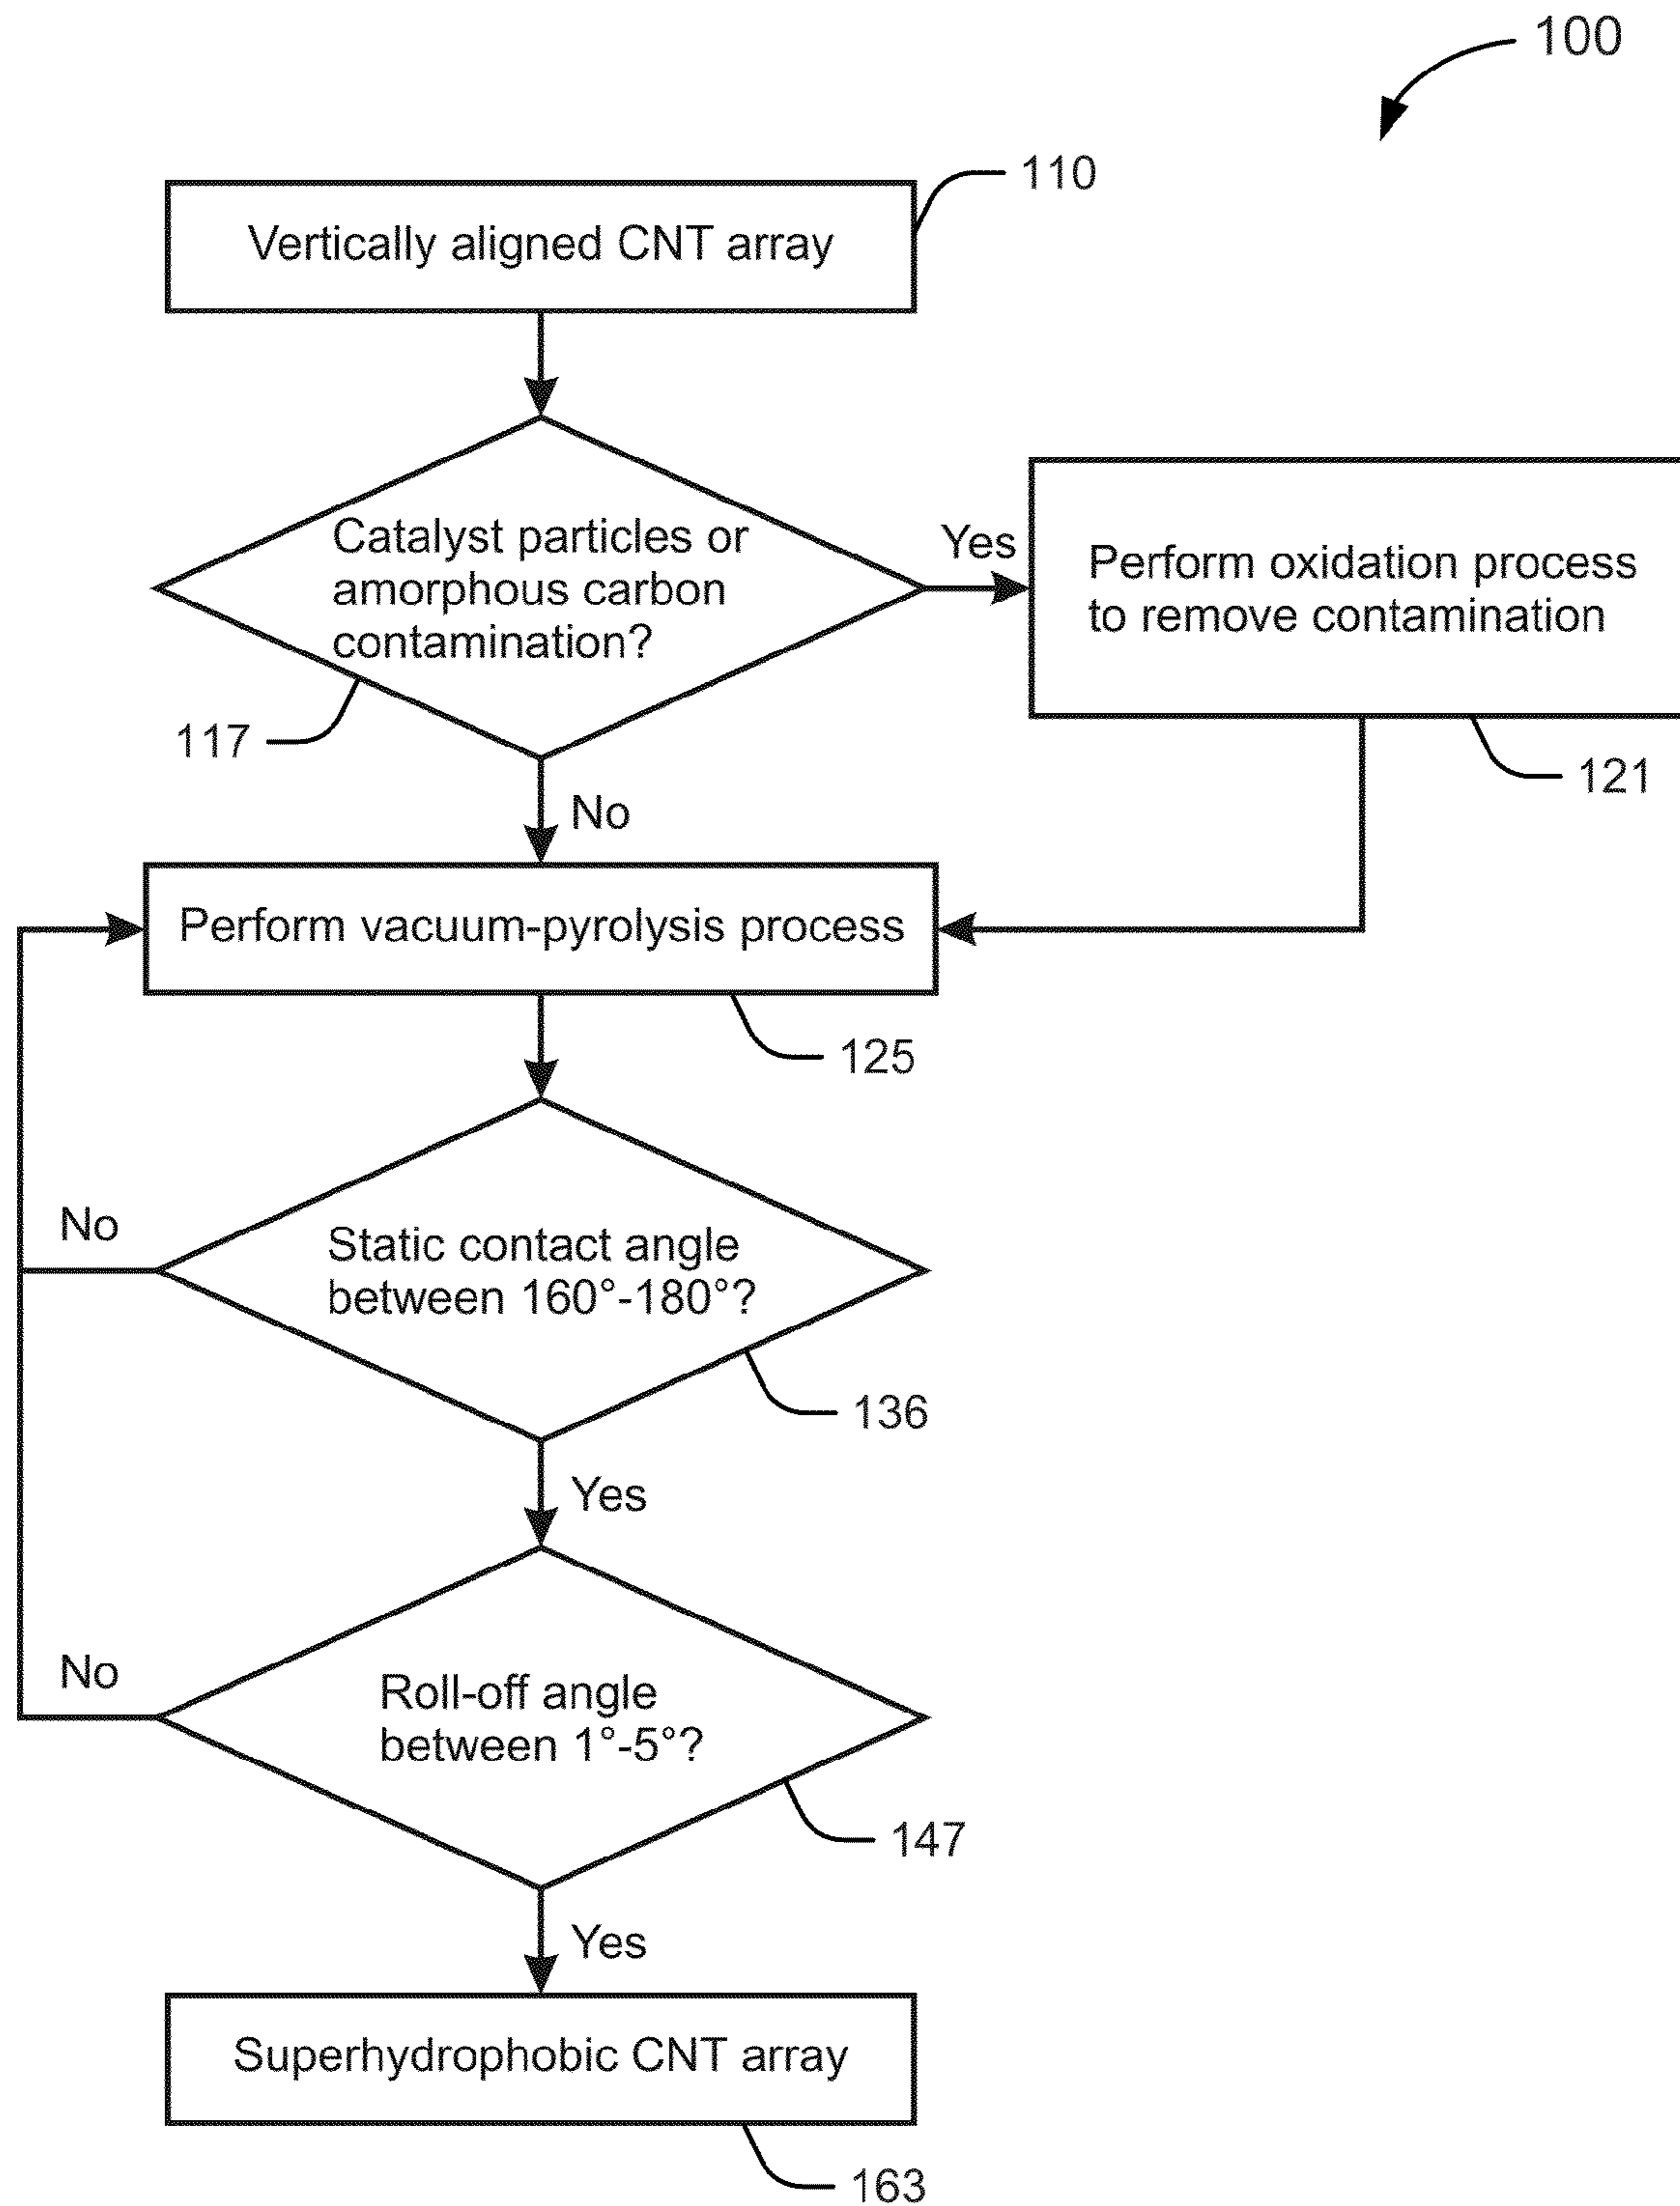 100
110
Vertically aligned CNT array
Catalyst particles or
amorphous carbon
contamination?
Yes
Perform oxidation process
to remove contamination
117
121
No
Perform vacuum-pyrolysis process
125
No
Static contact angle
between 160°-180°?
136
Yes
No
Roll-off angle
between 1°-5°?
147
Yes
Superhydrophobic CNT array
163